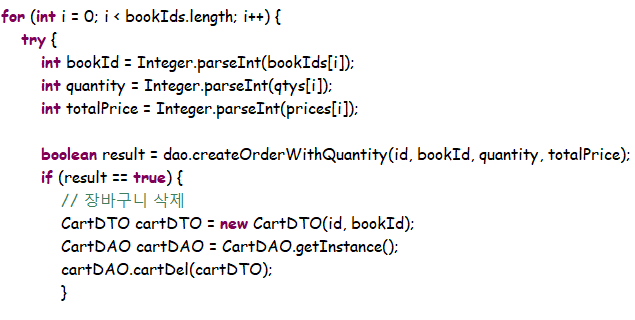 for (int i = 0; i < bookIds.length; i++) {
try {
int bookId = Integer.parseInt(bookIds[i]);
int quantity = Integer.parseInt(qtys[i]);
int totalPrice = Integer.parseInt(prices[i]);
boolean result = dao.createOrderWithQuantity(id, bookId, quantity, totalPrice);
if (result == true) {
// 장바구니 삭제
CartDTO cartDTO = new CartDTO(id, bookId);
CartDAO cartDAO = CartDAO.getInstance();
cartDAO.cartDel(cartDTO);
}